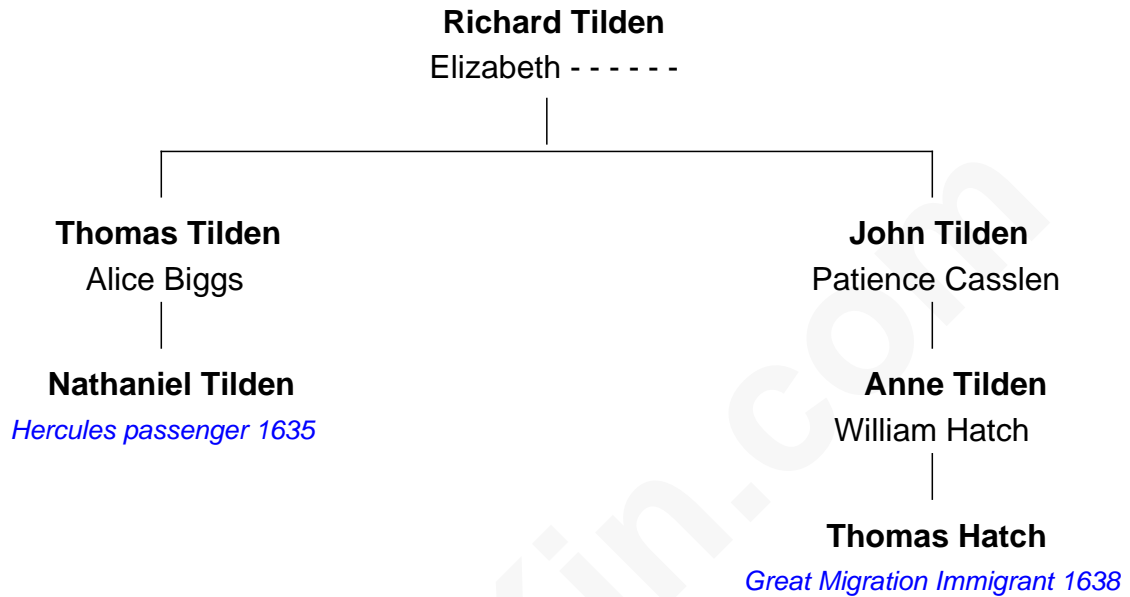 Richard Tilden
Elizabeth - - - - - -
Thomas Tilden
Alice Biggs
Nathaniel Tilden
Hercules passenger 1635
John Tilden
Patience Casslen
Anne Tilden
William Hatch
Thomas Hatch
Great Migration Immigrant 1638